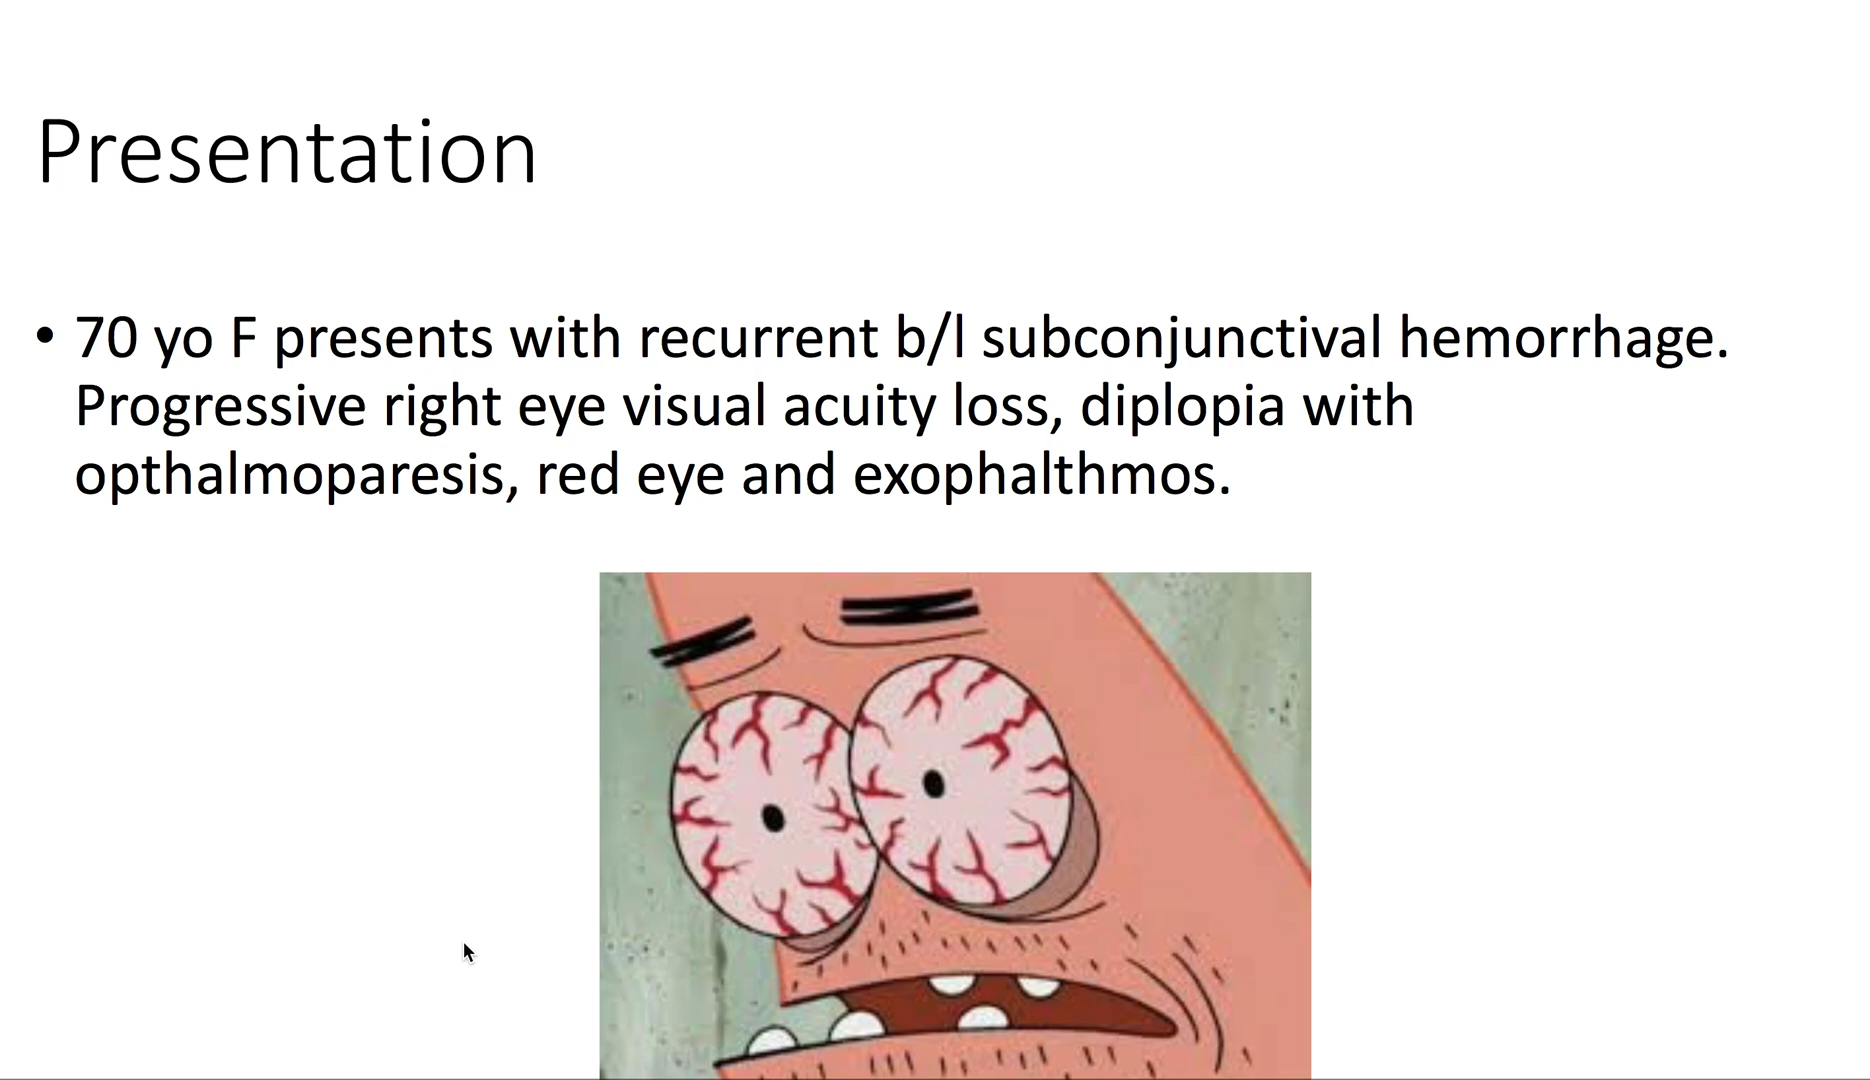 Presentation
• 70 yo F presents with recurrent b/l subconjunctival hemorrhage.
Progressive right eye visual acuity loss, diplopia with
opthalmoparesis, red eye and exophalthmos.